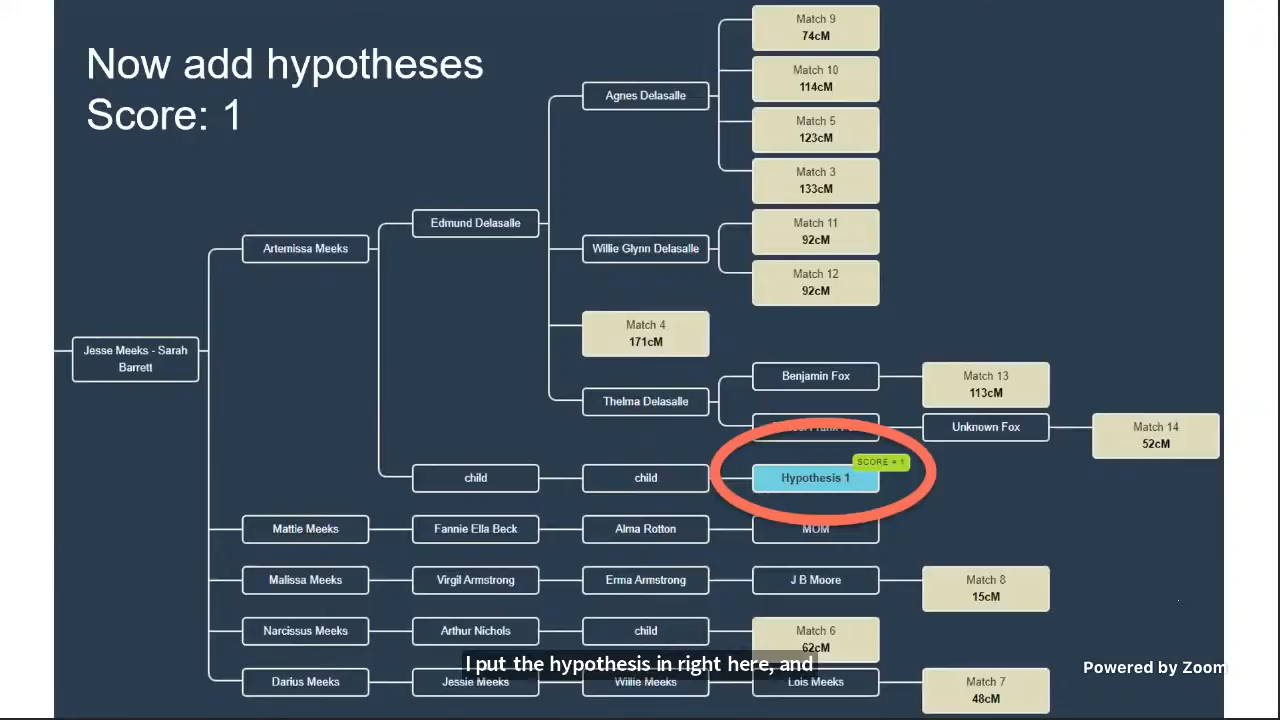 Now add hypotheses
Score: 1
Match 9
74cM
Match 10
114cM
Agnes Delasalle
Match 5
123cM
Match 3
133cM
Edmund Delasalle
Match 11
92cM
Artemissa Meeks
Willie Glynn Delasalle
Match 12
92cM
Match 4
171cM
Jesse Meeks - Sarah
Barrett
Benjamin Fox
Match 13
113cM
Thelma Delasalle
Unknown Fox
Match 14
52cM
SCORE = 1
child
child
Hypothesis 1
Mattie Meeks
Fannie Ella Beck
Alma Rotton
MOM
Malissa Meeks
Virgil Armstrong
Erma Armstrong
J B Moore
Match 8
15cM
Narcissus Meeks
Arthur Nichols
child
Match 6
62cM
I put the hypothesis in right here, and
Powered by Zoom
Darius Meeks
Jessie Meeks
Willie Meeks
Lois Meeks
Match 7
48cM